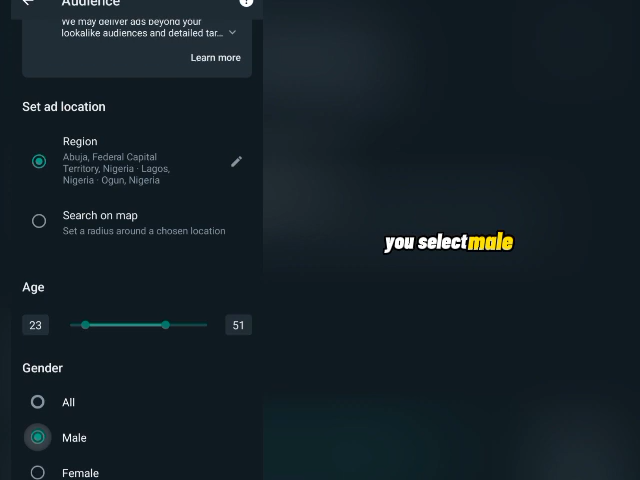 Audience
We may deliver ads beyond your
lookalike audiences and detailed tar...
Learn more
Set ad location
Region
Abuja, Federal Capital
Territory, Nigeria · Lagos,
Nigeria · Ogun, Nigeria
Search on map
Set a radius around a chosen location
you select male
Age
23
51
Gender
All
Male
Female